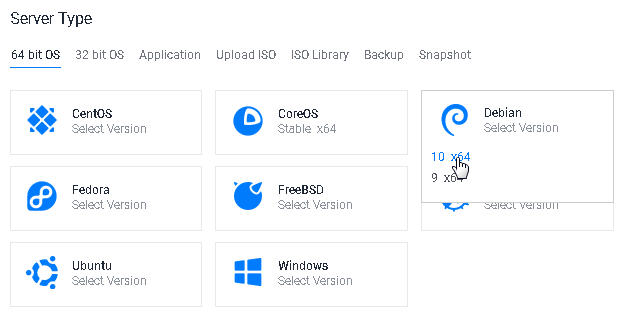 Server Type
64 bit OS 32 bit OS Application Upload ISO ISO Library Backup Snapshot
CentOS
Select Version
CoreOS
Stable x64
Debian
Select Version
10 x64
9 x64
Fedora
Select Version
FreeBSD
Select Version
Select Version
Ubuntu
Select Version
Windows
Select Version